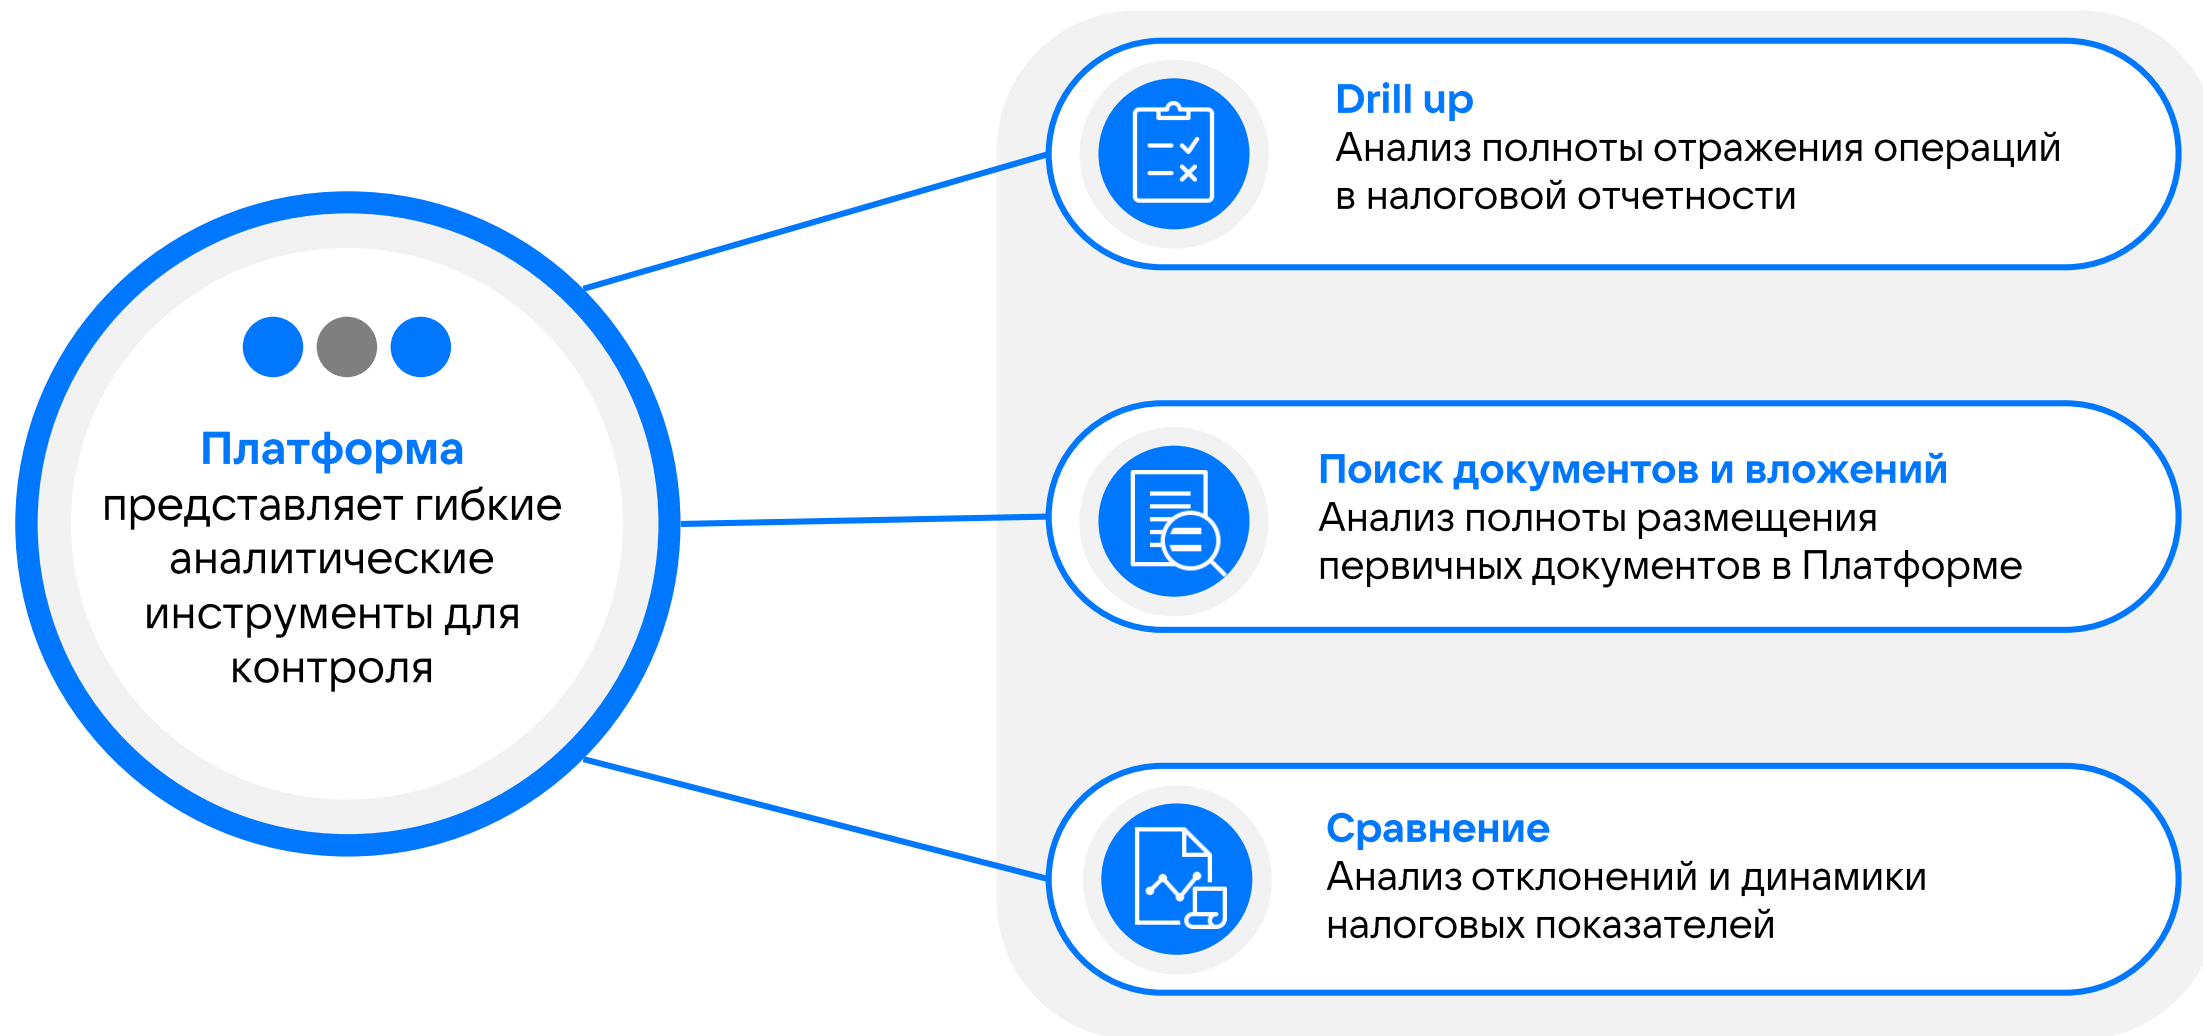 Платформа
представляет гибкие
аналитические
инструменты для
контроля
Drill up
Анализ полноты отражения операций
в налоговой отчетности
Поиск документов и вложений
Анализ полноты размещения
первичных документов в Платформе
Сравнение
Анализ отклонений и динамики
налоговых показателей